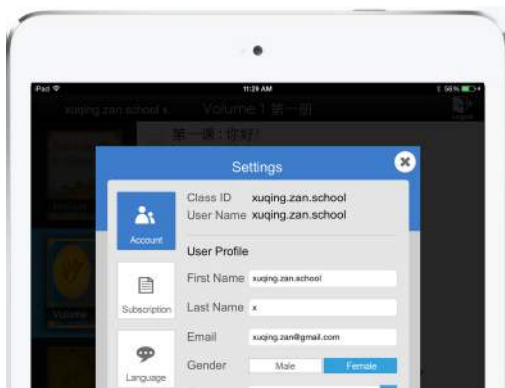 iPad 11:29 AM 56%
xuqing.zan.school x. Volume 1 第一册 Logout
第一课:你好!
Settings
Class ID xuqing.zan.school
User Name xuqing.zan.school
Account
User Profile
First Name xuqing.zan.school
Subscription
Last Name x
Email xuqing.zan@gmail.com
Language
Gender Male Female
Volume